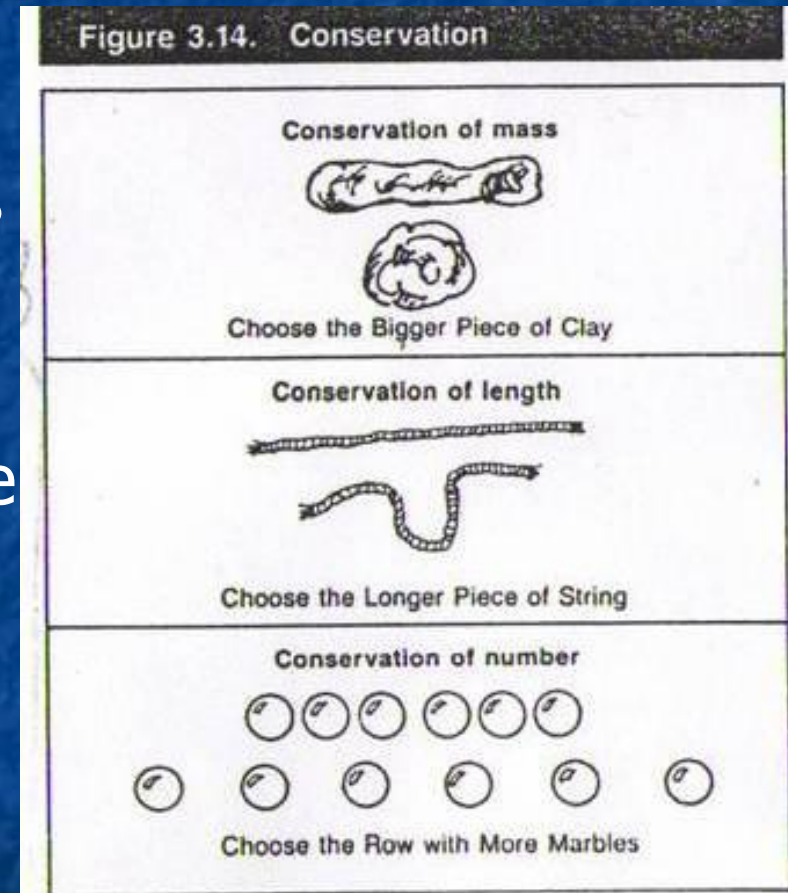 Figure 3.14. Conservation
Conservation of mass
Choose the Bigger Piece of Clay
Conservation of length
e
Choose the Longer Piece of String
Conservation of number
Choose the Row with More Marbles